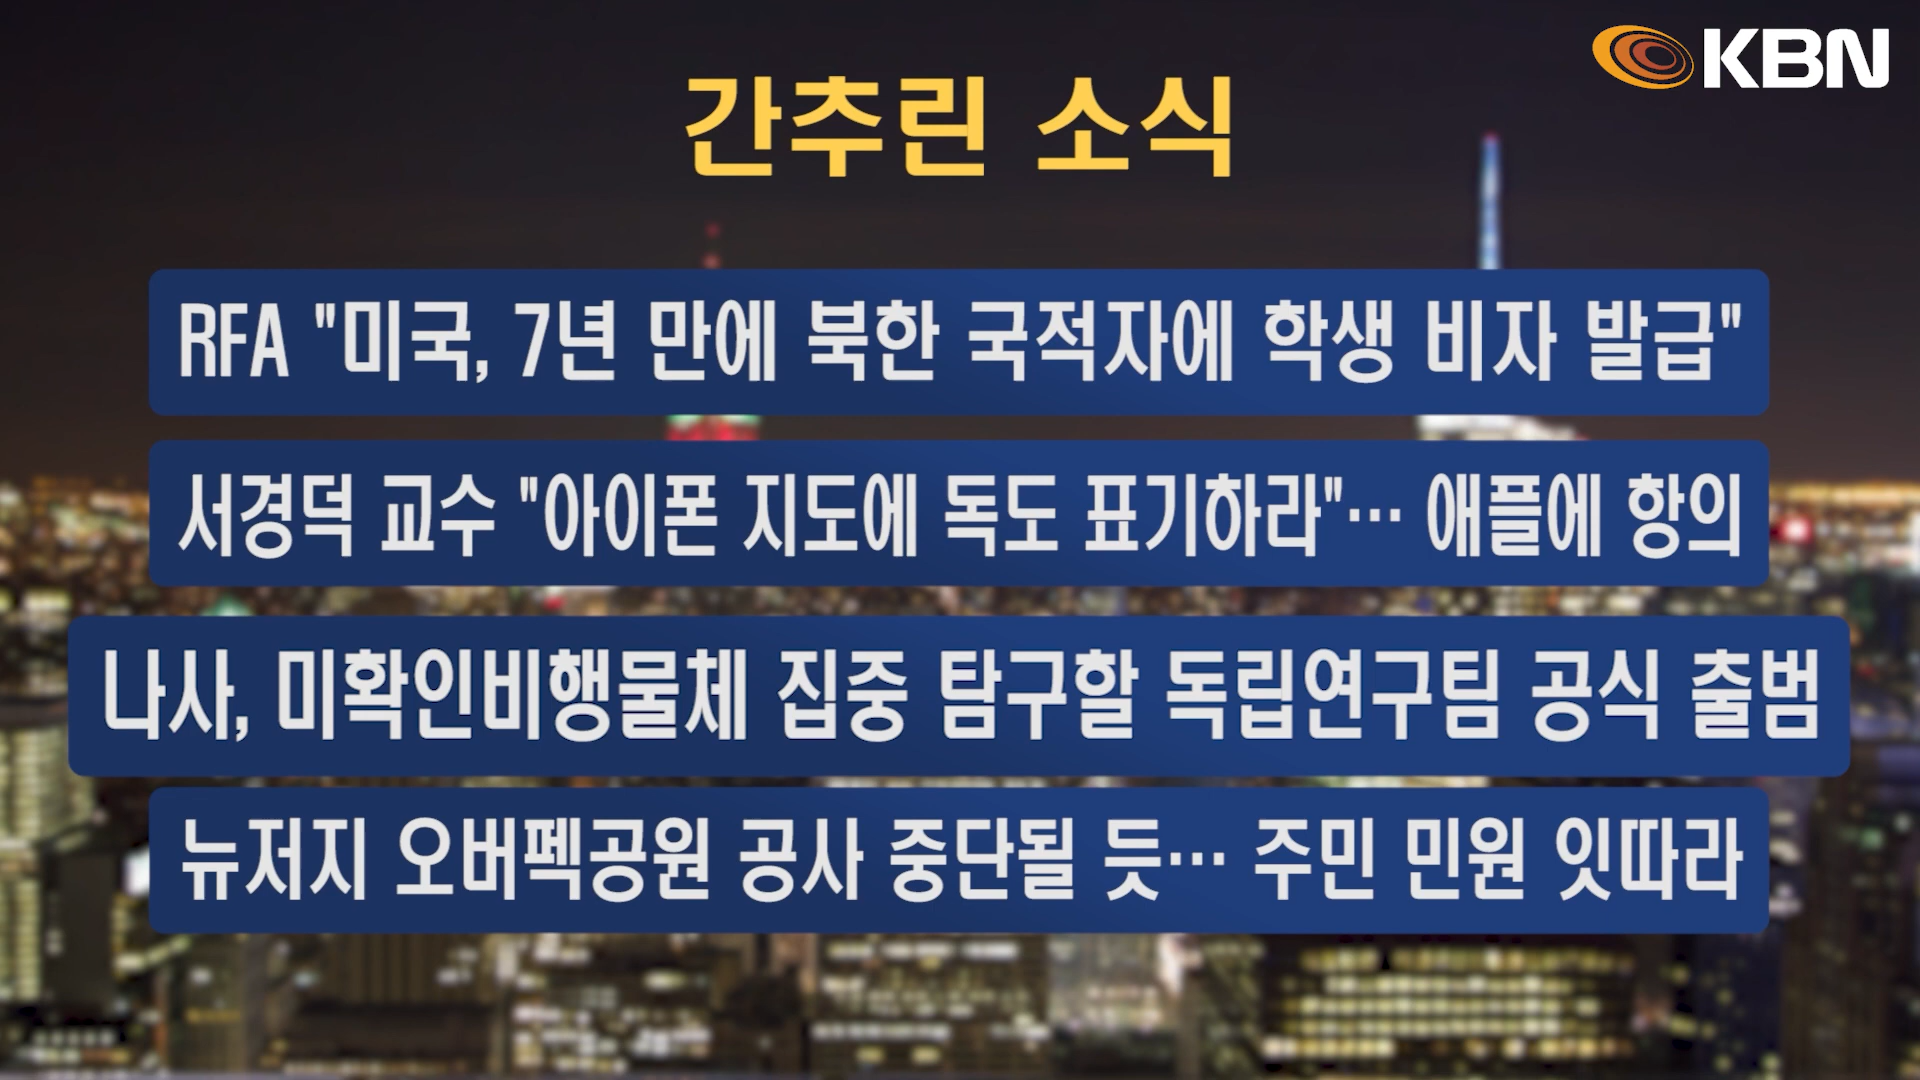 KBN
간추린 소식
RFA "미국, 7년 만에 북한 국적자에 학생 비자 발급"
서경덕 교수 "아이폰 지도에 독도 표기하라"… 애플에 항의
나사, 미확인비행물체 집중 탐구할 독립연구팀 공식 출범
뉴저지 오버펙공원 공사 중단될 듯… 주민 민원 잇따라